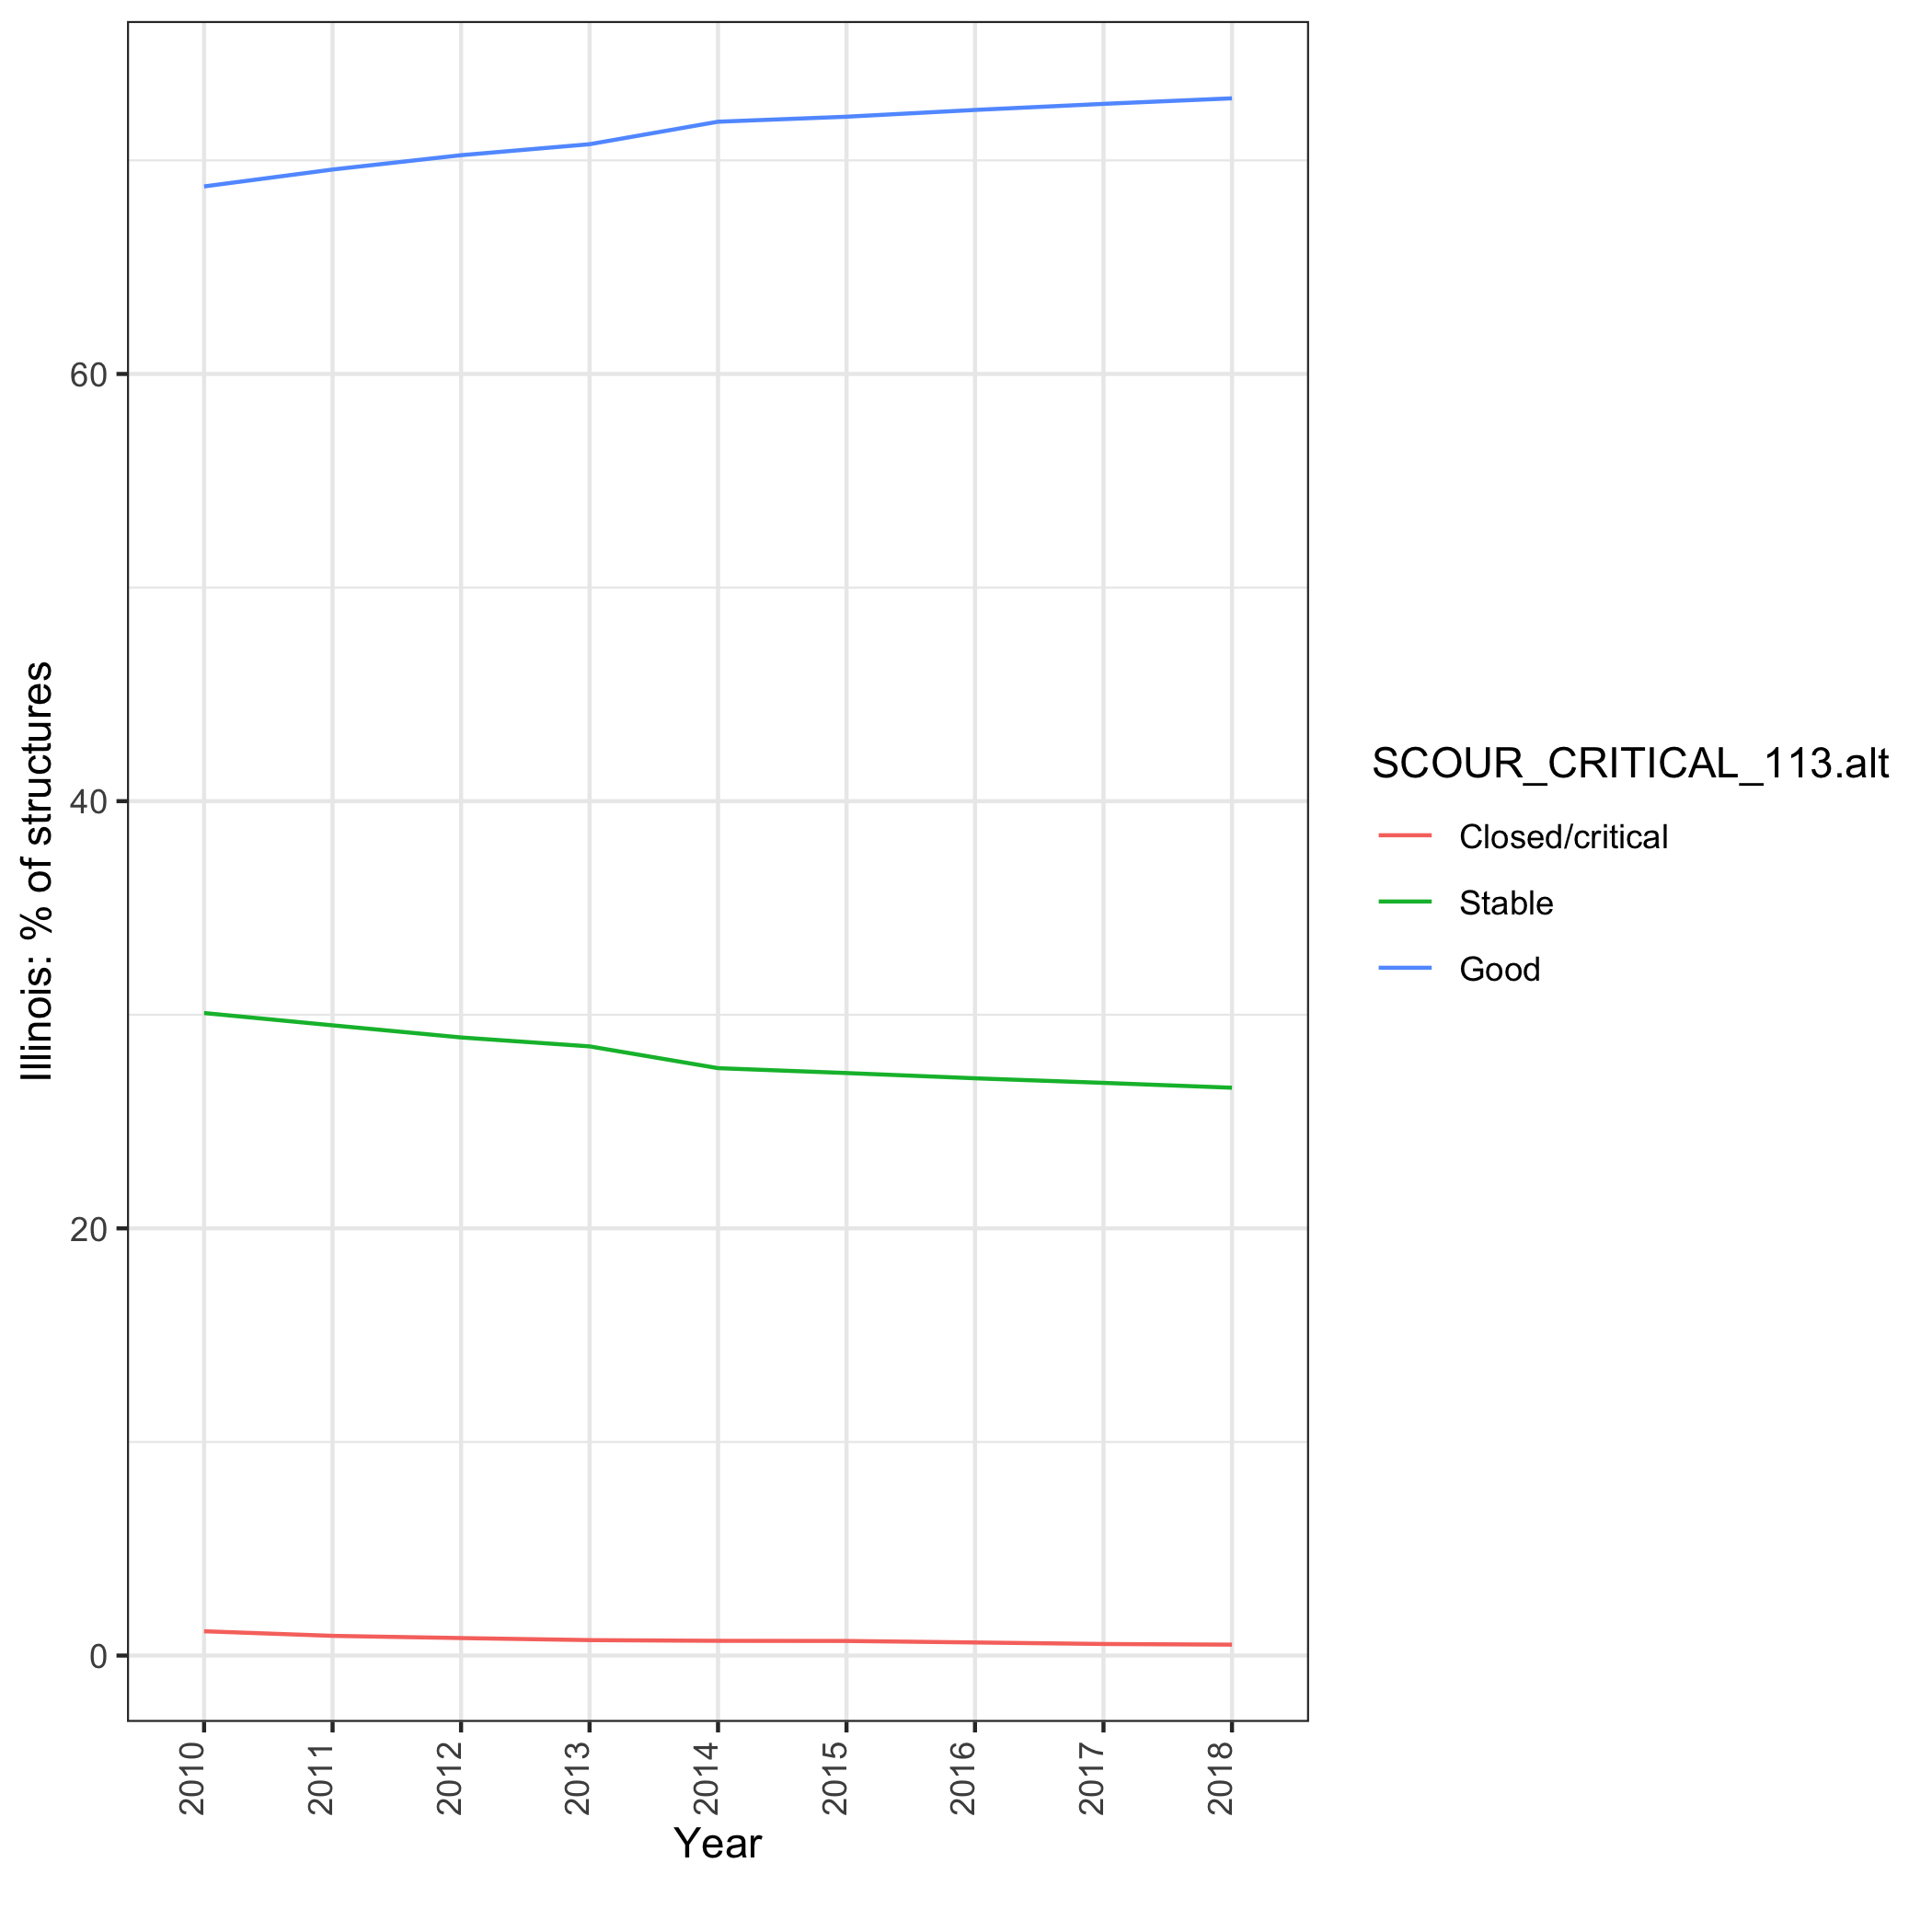 Illinois: % of structures
60
40
20
0
2010
2011
2012
2013
2014
2015
2016
2017
2018
Year
SCOUR_CRITICAL_113.alt
Closed/critical
Stable
Good